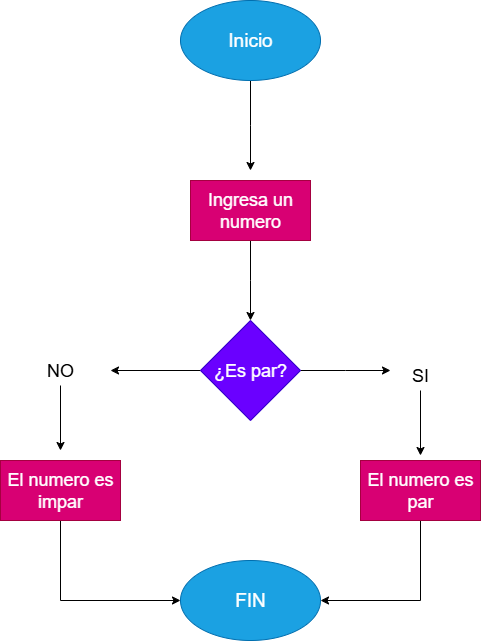 Inicio
Ingresa un
numero
¿Es par?
NO
SI
El numero es
impar
El numero es
par
FIN